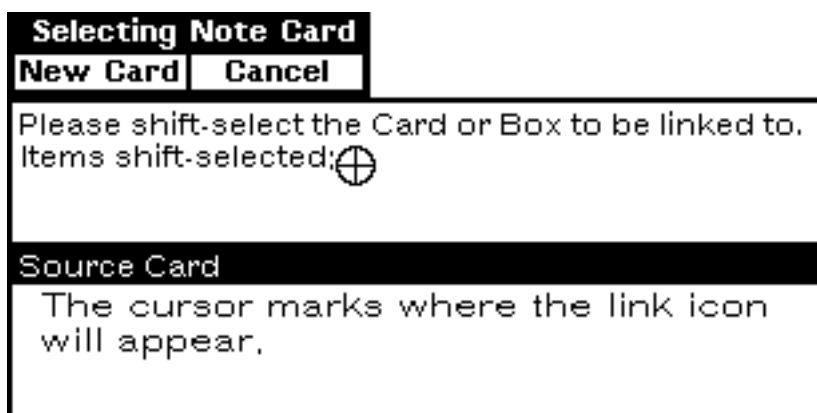 Selecting Note Card
New Card Cancel
Please shift-select the Card or Box to be linked to.
Items shift-selected:
Source Card
The cursor marks where the link icon
will appear.